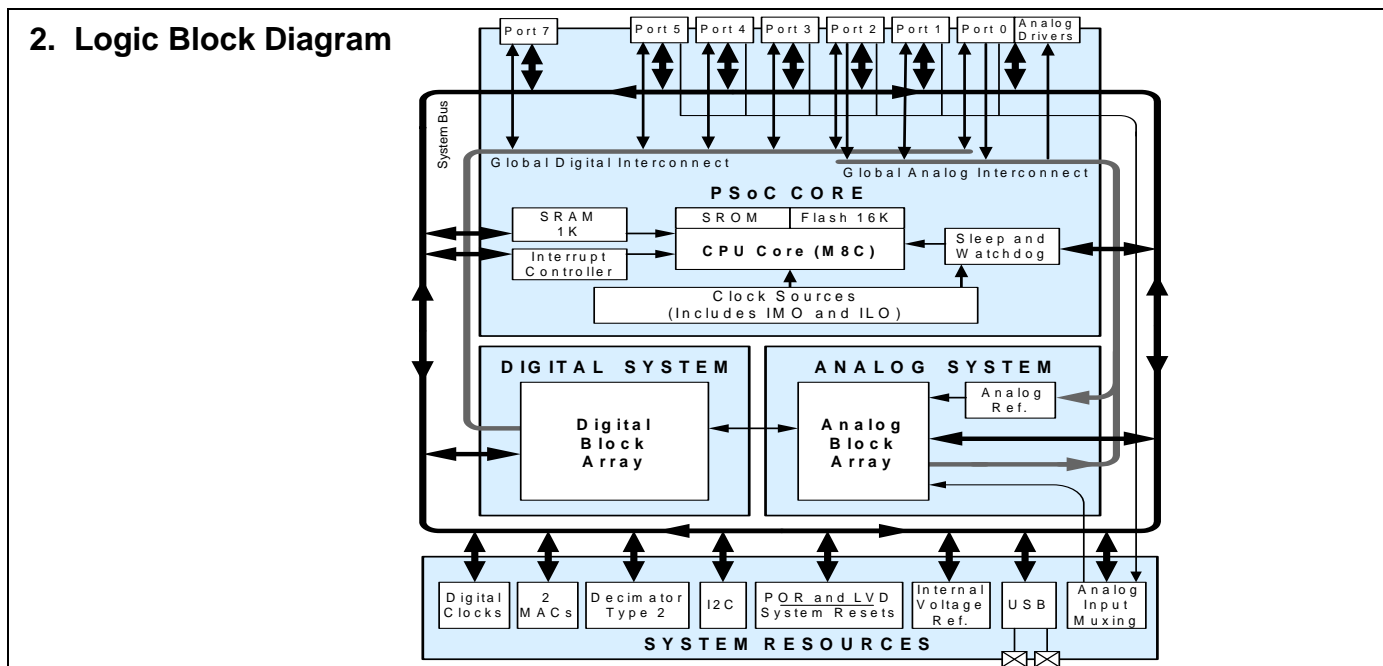 2. Logic Block Diagram
Port 7
Port 5
Port 4
Port 3
Port 2
Port 1
Port 0
Analog
Drivers
System Bus
Global Digital Interconnect
Global Analog Interconnect
PSoC CORE
SRAM
1K
SROM
Flash 16K
CPU Core (M8C)
Interrupt
Controller
Sleep and
Watchdog
Clock Sources
(Includes IMO and ILO)
DIGITAL SYSTEM
Digital
Block
Array
ANALOG SYSTEM
Analog
Block
Array
Analog
Ref.
Digital
Clocks
2
MACs
Decimator
Type 2
I2C
POR and LVD
System Resets
Internal
Voltage
Ref.
USB
Analog
Input
Muxing
SYSTEM RESOURCES